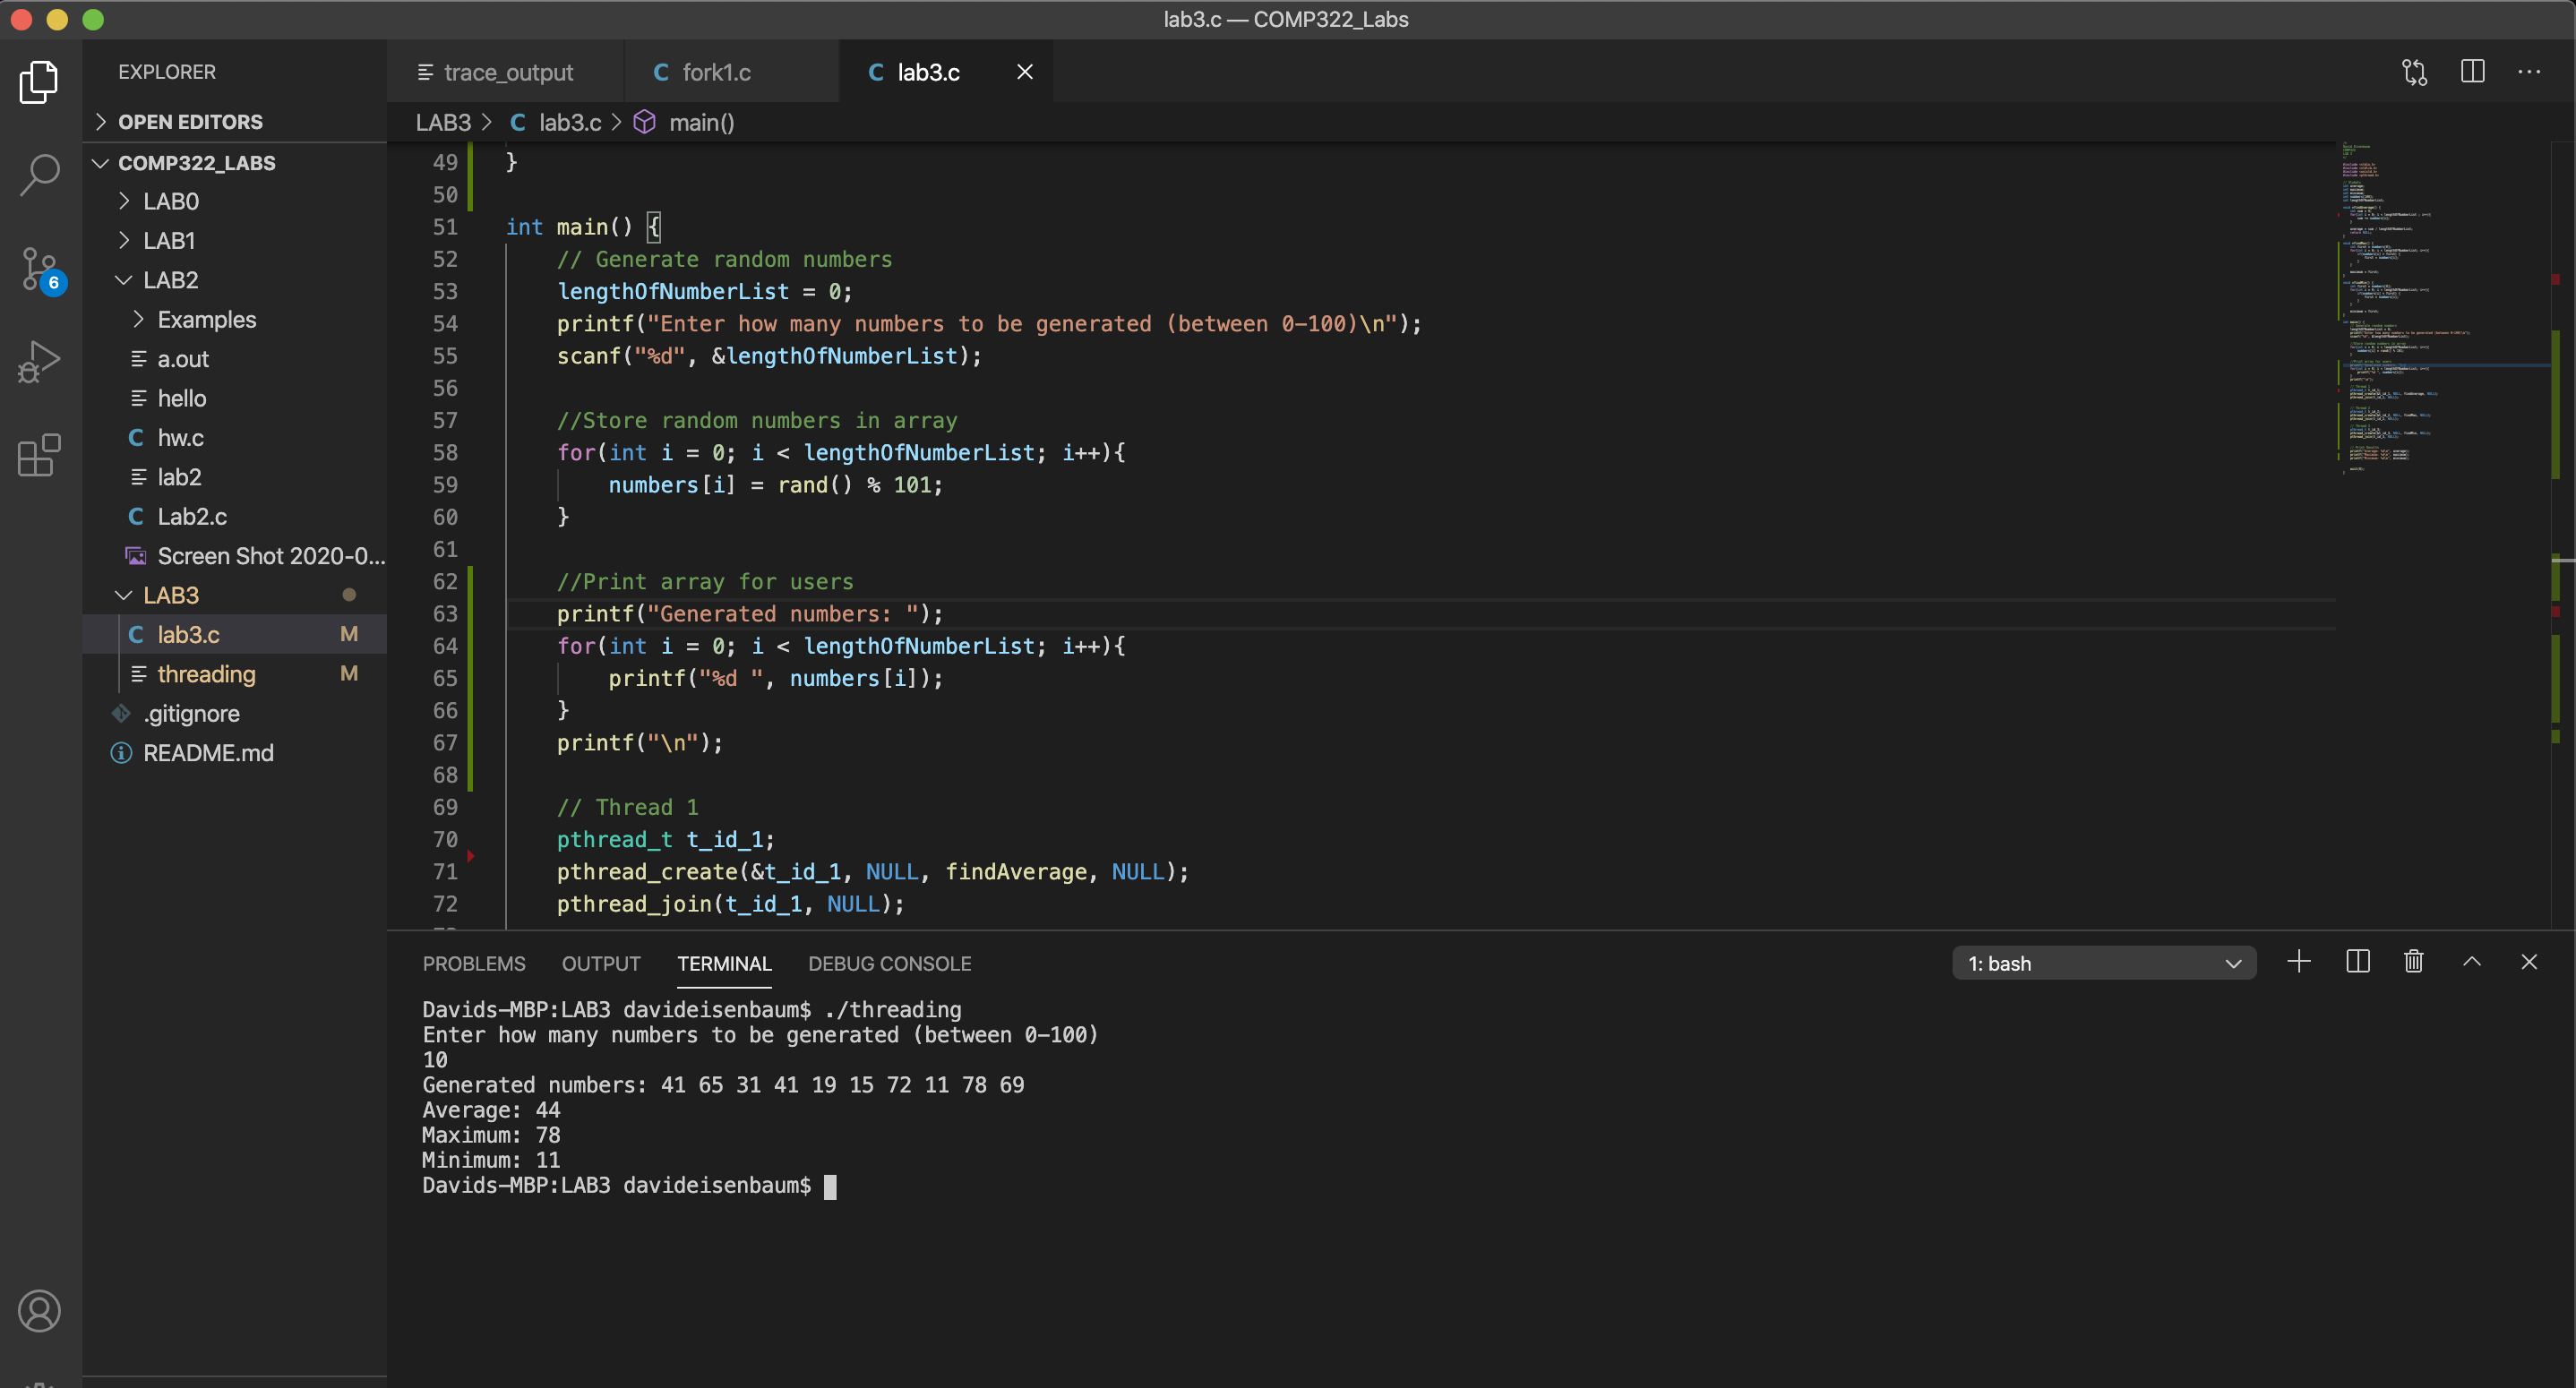 lab3.c — COMP322_Labs
EXPLORER
OPEN EDITORS
COMP322_LABS
LAB0
LAB1
LAB2
Examples
a.out
hello
C hw.c
lab2
C Lab2.c
Screen Shot 2020-0...
LAB3
C lab3.c M
threading M
.gitignore
README.md
6
trace_output
C fork1.c
C lab3.c
LAB3 > C lab3.c > main()
49 }
50
51 int main() {
52 // Generate random numbers
53 lengthOfNumberList = 0;
54 printf("Enter how many numbers to be generated (between 0-100)\n");
55 scanf("%d", &lengthOfNumberList);
56
57 //Store random numbers in array
58 for(int i = 0; i < lengthOfNumberList; i++){
59 numbers[i] = rand() % 101;
60 }
61
62 //Print array for users
63 printf("Generated numbers: ");
64 for(int i = 0; i < lengthOfNumberList; i++){
65 printf("%d ", numbers[i]);
66 }
67 printf("\n");
68
69 // Thread 1
70 pthread_t t_id_1;
71 pthread_create(&t_id_1, NULL, findAverage, NULL);
72 pthread_join(t_id_1, NULL);
PROBLEMS OUTPUT TERMINAL DEBUG CONSOLE
1: bash
Davids-MBP:LAB3 davideisenbaum$ ./threading
Enter how many numbers to be generated (between 0-100)
10
Generated numbers: 41 65 31 41 19 15 72 11 78 69
Average: 44
Maximum: 78
Minimum: 11
Davids-MBP:LAB3 davideisenbaum$